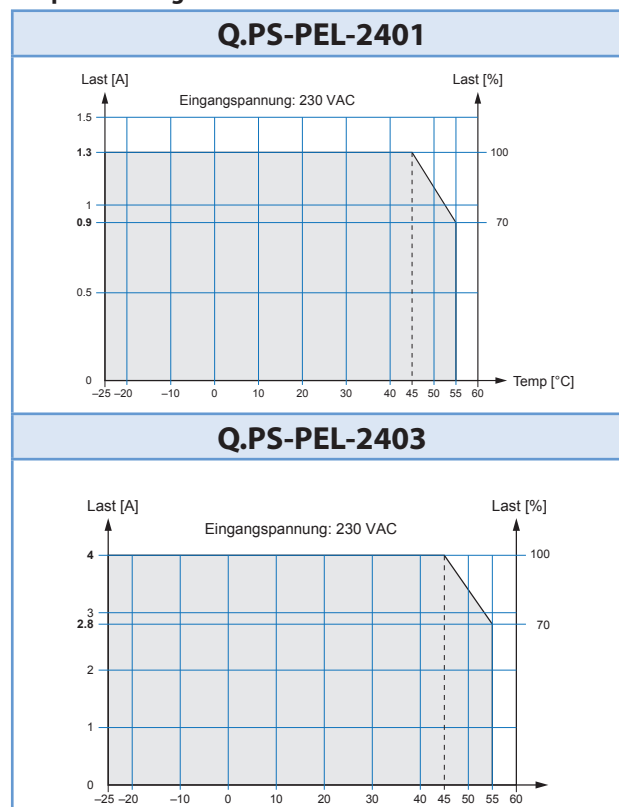 Q.PS-PEL-2401
Last [A]
Last [%]
Eingangspannung: 230 VAC
1.5
1.3
100
1
0.9
70
0.5
0
Temp [°C]
–25 –20 –10 0 10 20 30 40 45 50 55 60
Q.PS-PEL-2403
Last [A]
Last [%]
Eingangspannung: 230 VAC
4
100
3
2.8
70
2
1
0
–25 –20 –10 0 10 20 30 40 45 50 55 60